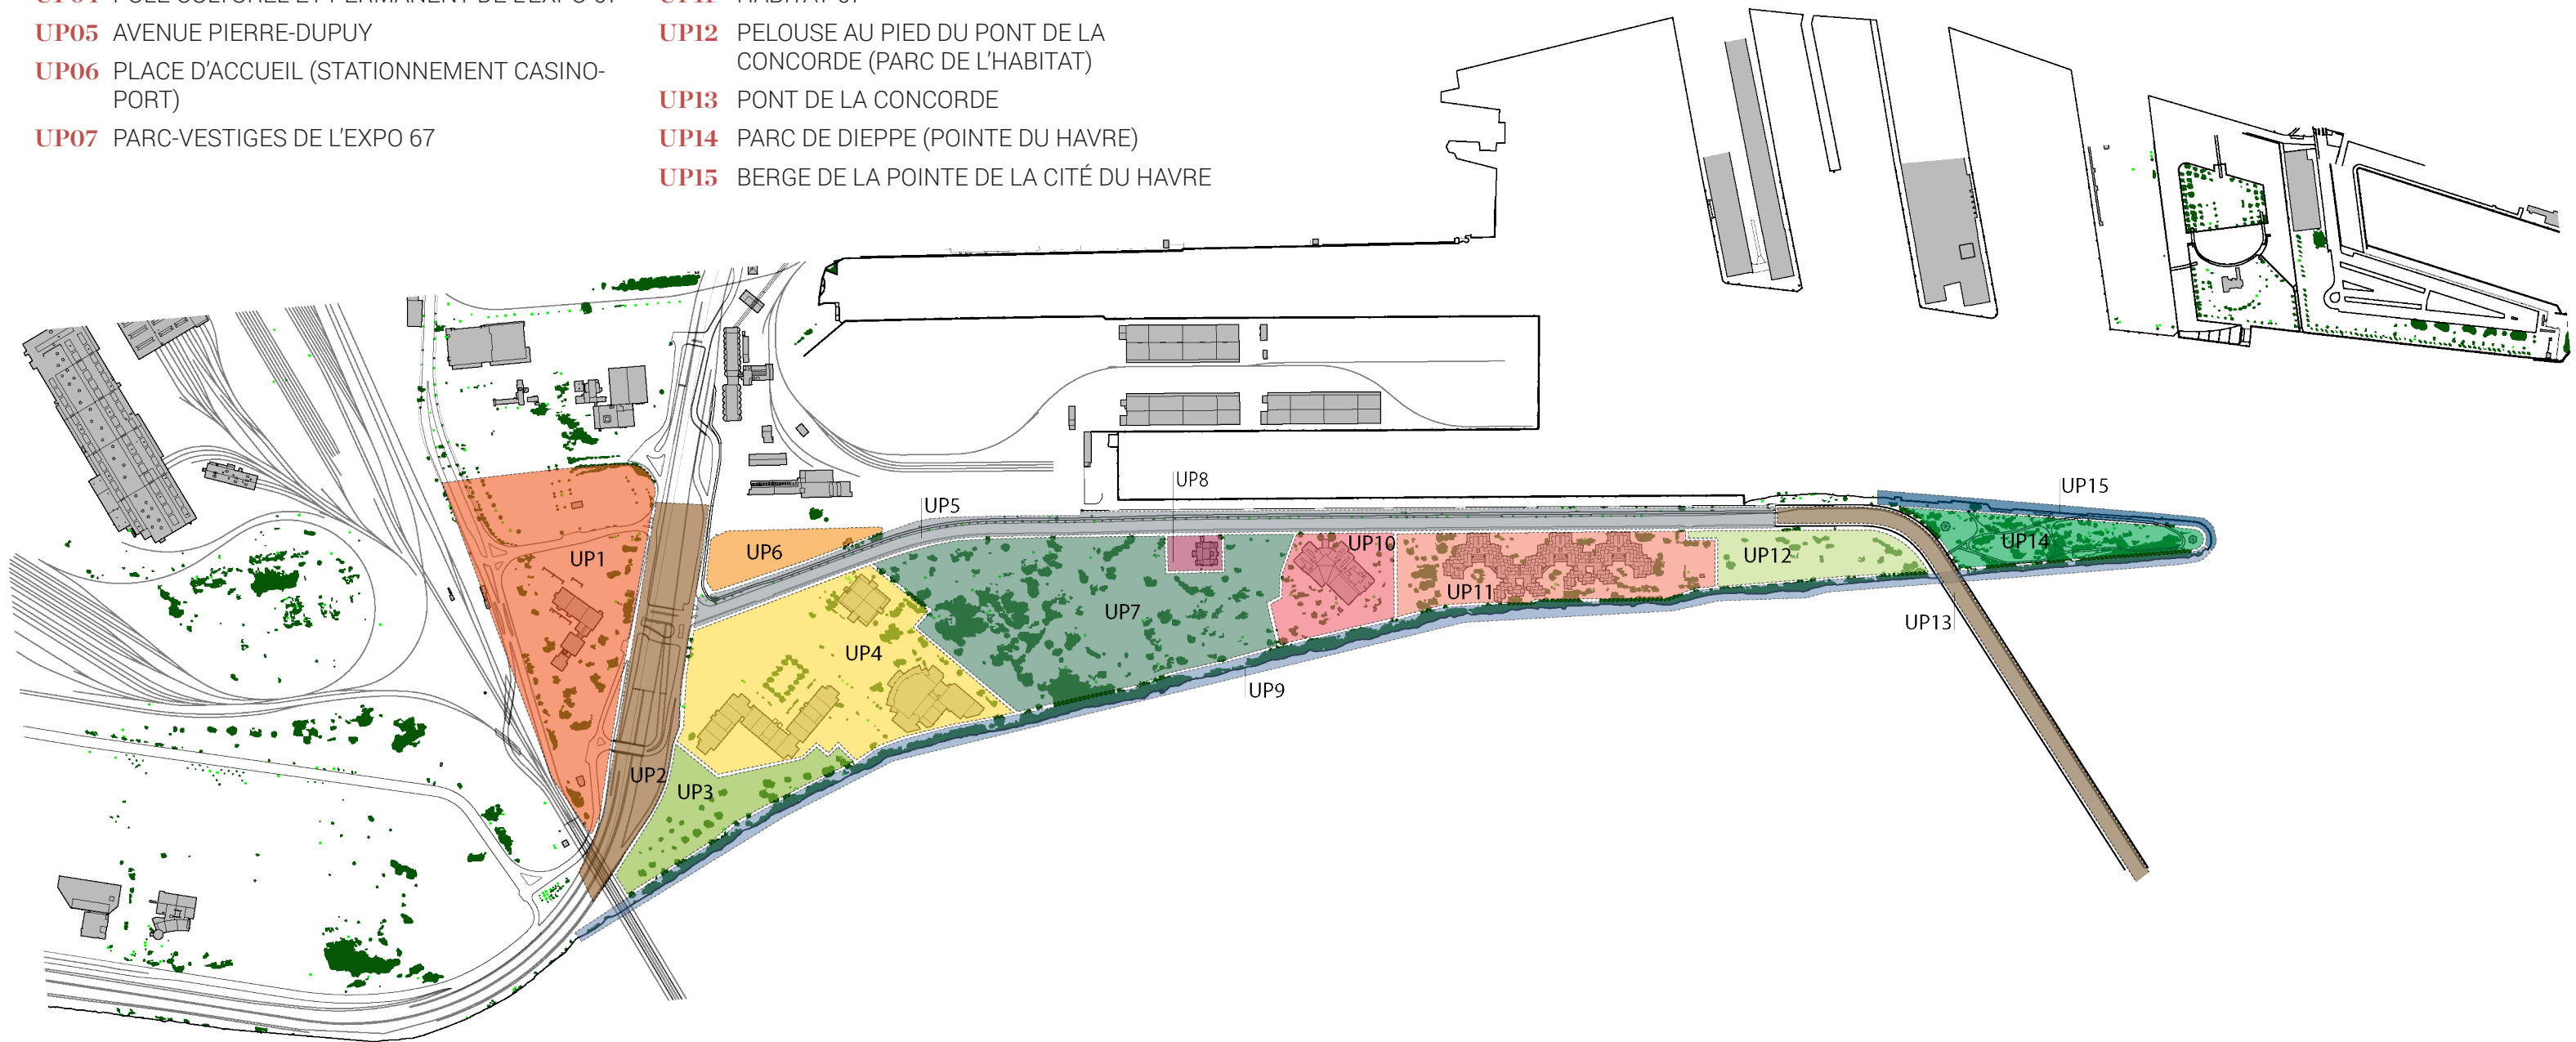 UP05 AVENUE PIERRE-DUPUY
UP06 PLACE D'ACCUEIL (STATIONNEMENT CASINO-
PORT)
UP07 PARC-VESTIGES DE L'EXPO 67
UP12 PELOUSE AU PIED DU PONT DE LA
CONCORDE (PARC DE L'HABITAT)
UP13 PONT DE LA CONCORDE
UP14 PARC DE DIEPPE (POINTE DU HAVRE)
UP15 BERGE DE LA POINTE DE LA CITÉ DU HAVRE
UP8
UP15
UP5
UP1
UP6
UP10
UP14
UP12
UP11
UP7
UP13
UP4
UP9
UP2
UP3